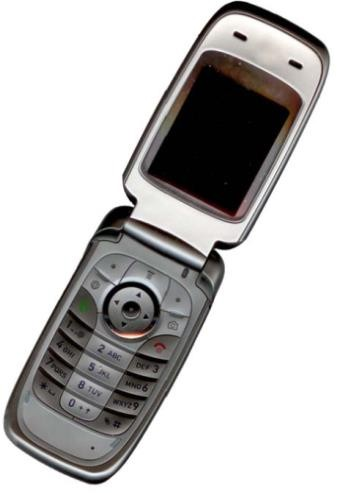 1
2 ABC
DEF 3
4 GHI
5 JKL
MNO 6
7 PQRS
8 TUV
WXYZ 9
*
0 +
#